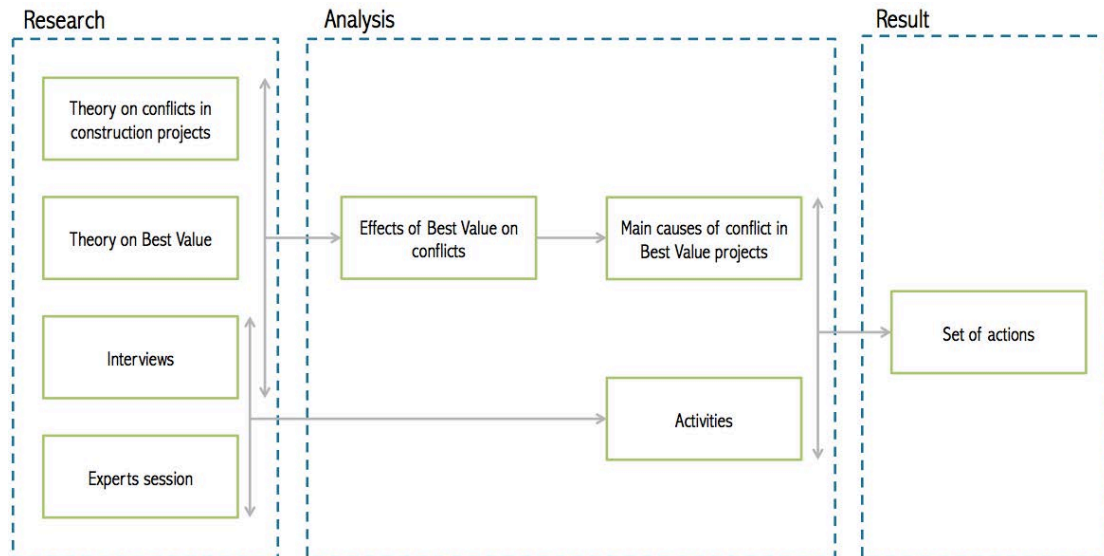 Research
Analysis
Result
Theory on conflicts in
construction projects
Theory on Best Value
Interviews
Experts session
Effects of Best Value on
conflicts
Main causes of conflict in
Best Value projects
Activities
Set of actions